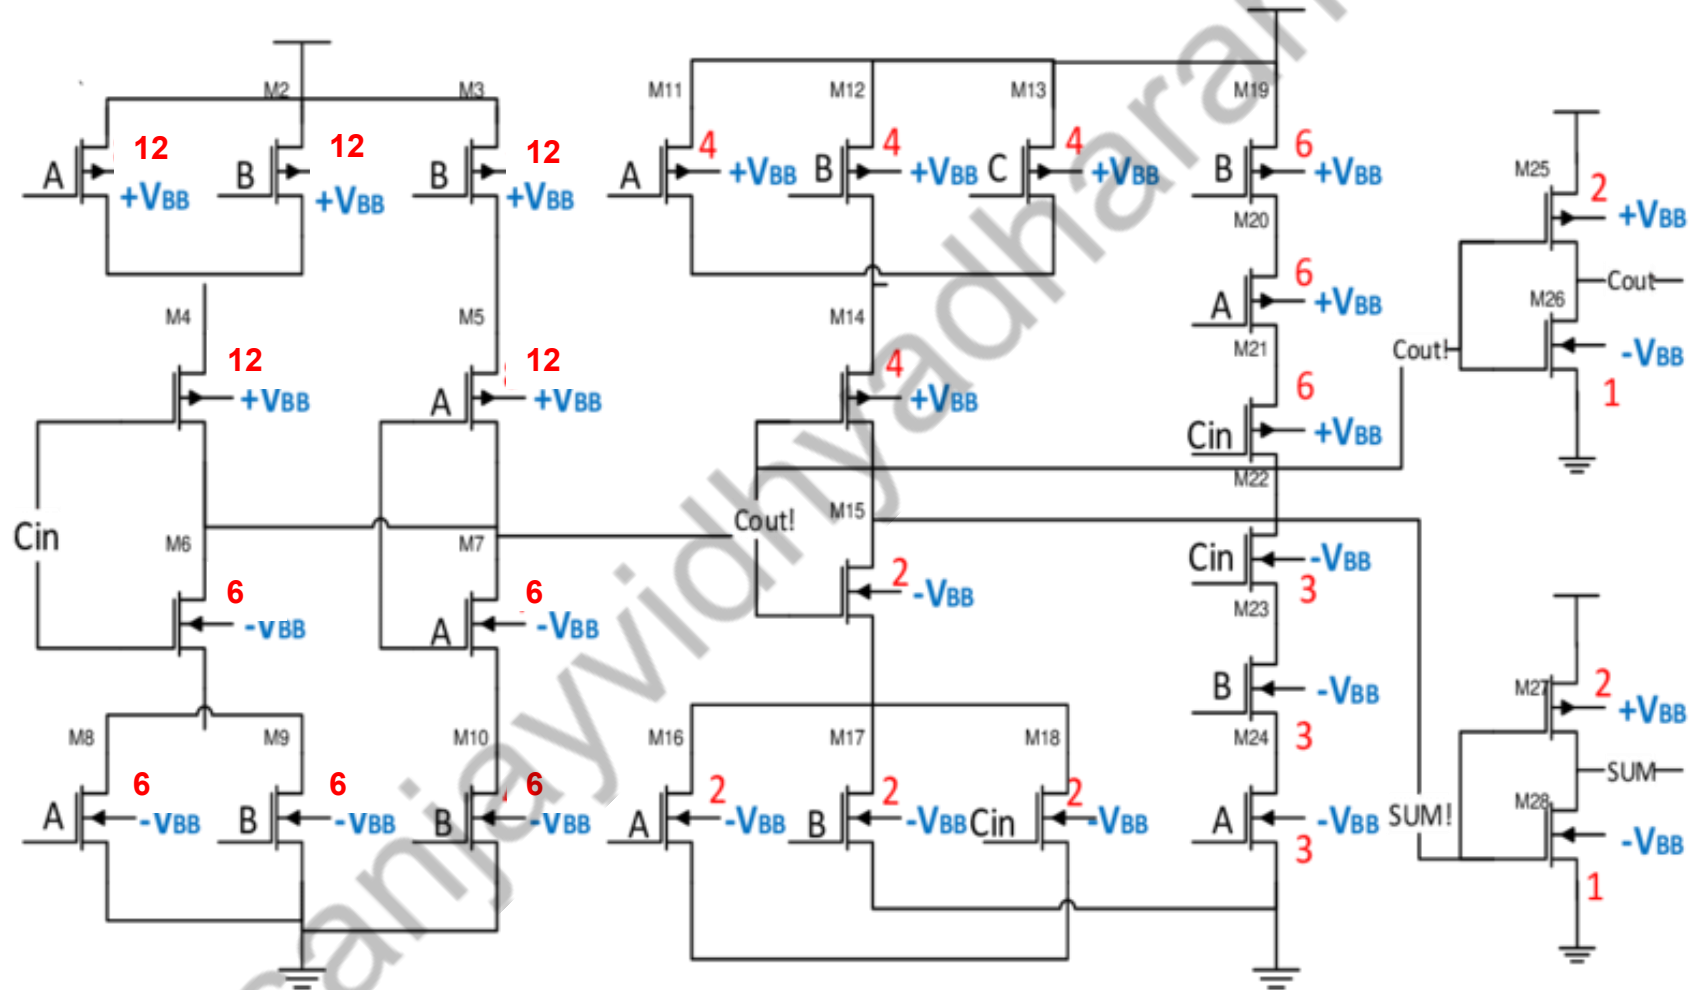 M2
M3
M11
M12
M13
M19
A 12 +VBB
B 12 +VBB
B 12 +VBB
A 4 +VBB
B 4 +VBB
C 4 +VBB
B 6 +VBB
M25
2
+VBB
M20
A 6 +VBB
Cout
M26
M4
M5
M14
M21
Cout!
-VBB
1
12
+VBB
A 12 +VBB
4
+VBB
Cin 6 +VBB
M22
Cin
M6
M7
Cout!
M15
Cin -VBB
3
6
-VBB
A 6 -VBB
2
-VBB
M23
B -VBB
3
M27
2
+VBB
M8
M9
M10
M16
M17
M18
M24
SUM
A 6 -VBB
B 6 -VBB
B 6 -VBB
A 2 -VBB
B 2 -VBB
Cin 2 -VBB
A -VBB
3
SUM!
M28
-VBB
1
sanjayvidhyadharan